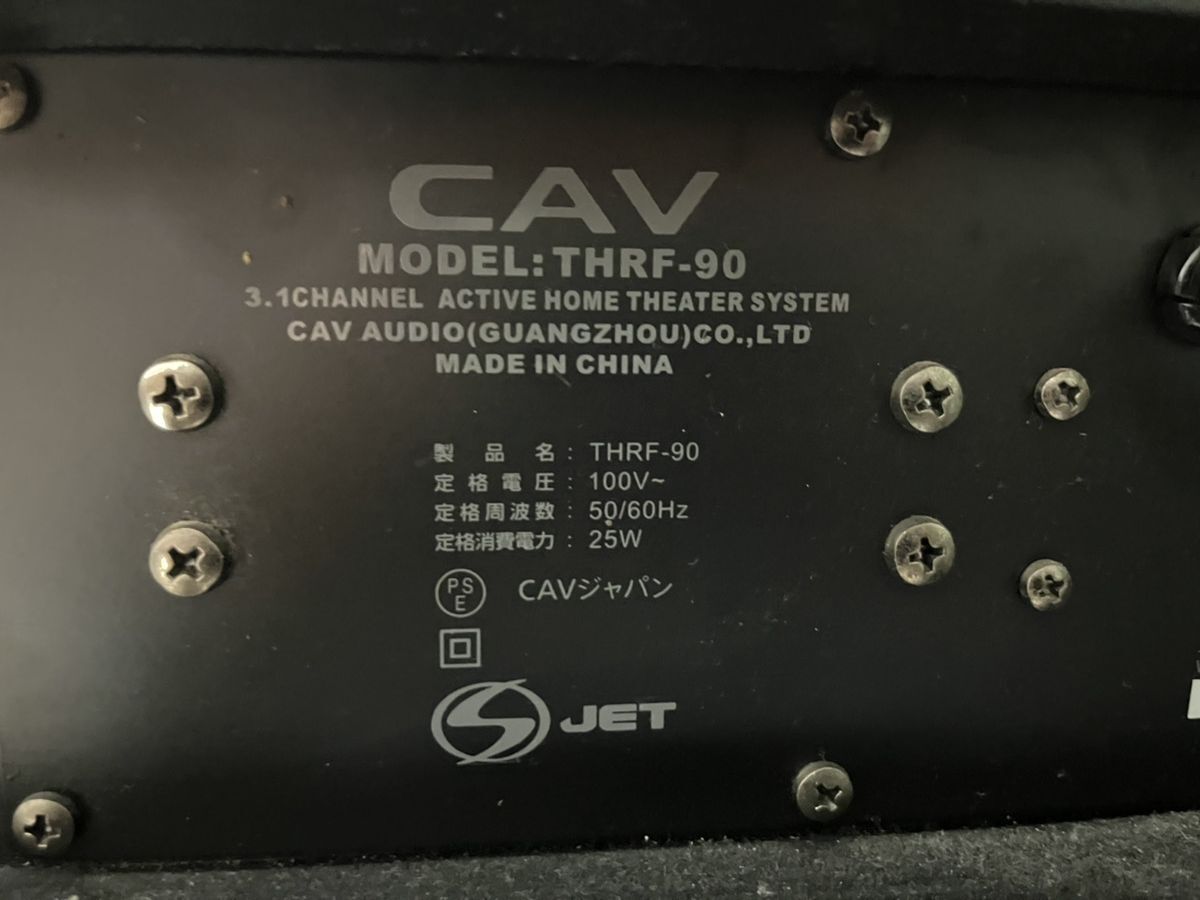 CAV
MODEL: THRF-90
3.1CHANNEL ACTIVE HOME THEATER SYSTEM
CAV AUDIO(GUANGZHOU)CO.,LTD
MADE IN CHINA
製品名: THRF-90
定格電圧: 100V~
定格周波数: 50/60Hz
定格消費電力: 25W
PS
E
CAVジャパン
S JET